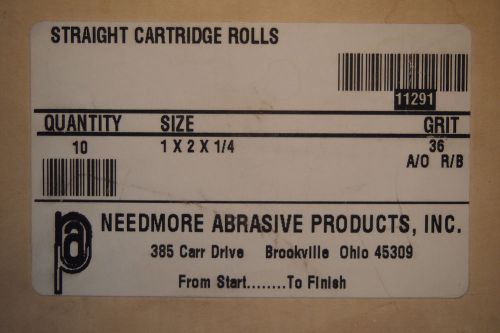 STRAIGHT CARTRIDGE ROLLS
11291
QUANTITY SIZE GRIT
10 1 X 2 X 1/4 36
A/O R/B
NEEDMORE ABRASIVE PRODUCTS, INC.
385 Carr Drive Brookville Ohio 45309
From Start........To Finish